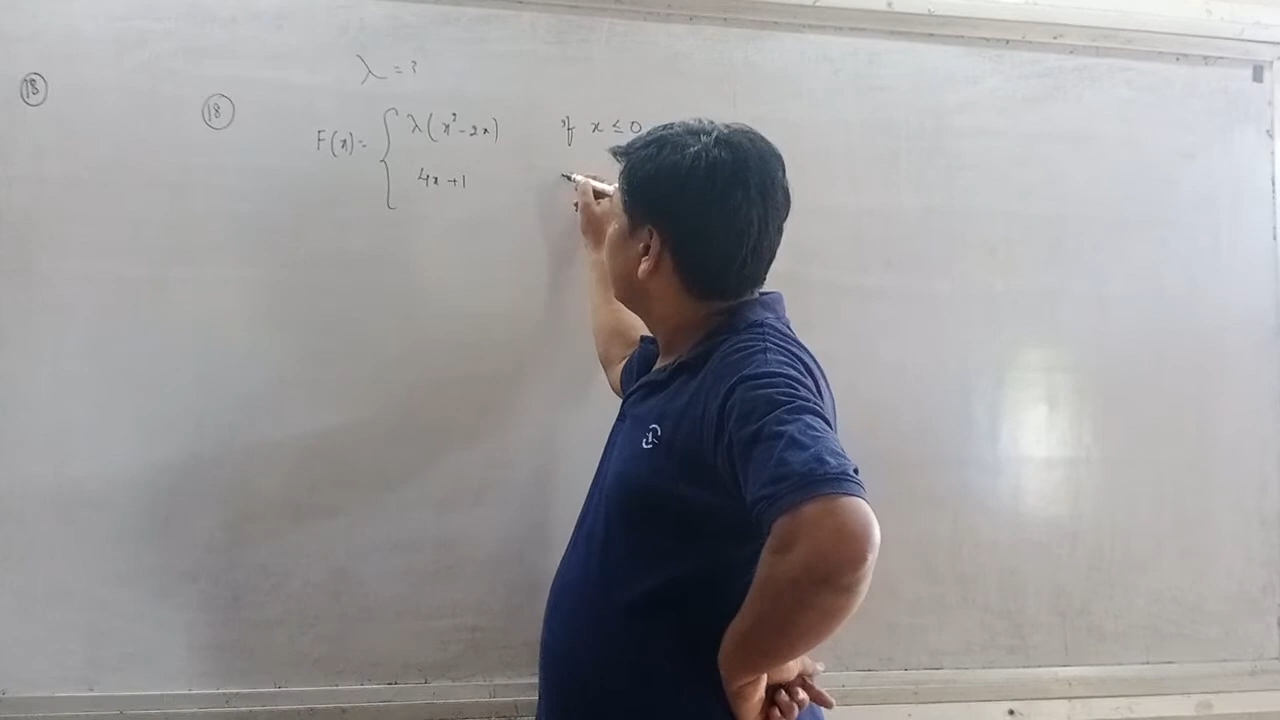 λ = ?
18
18
F(x) = { λ(x² - 2x) if x ≤ 0
4x + 1